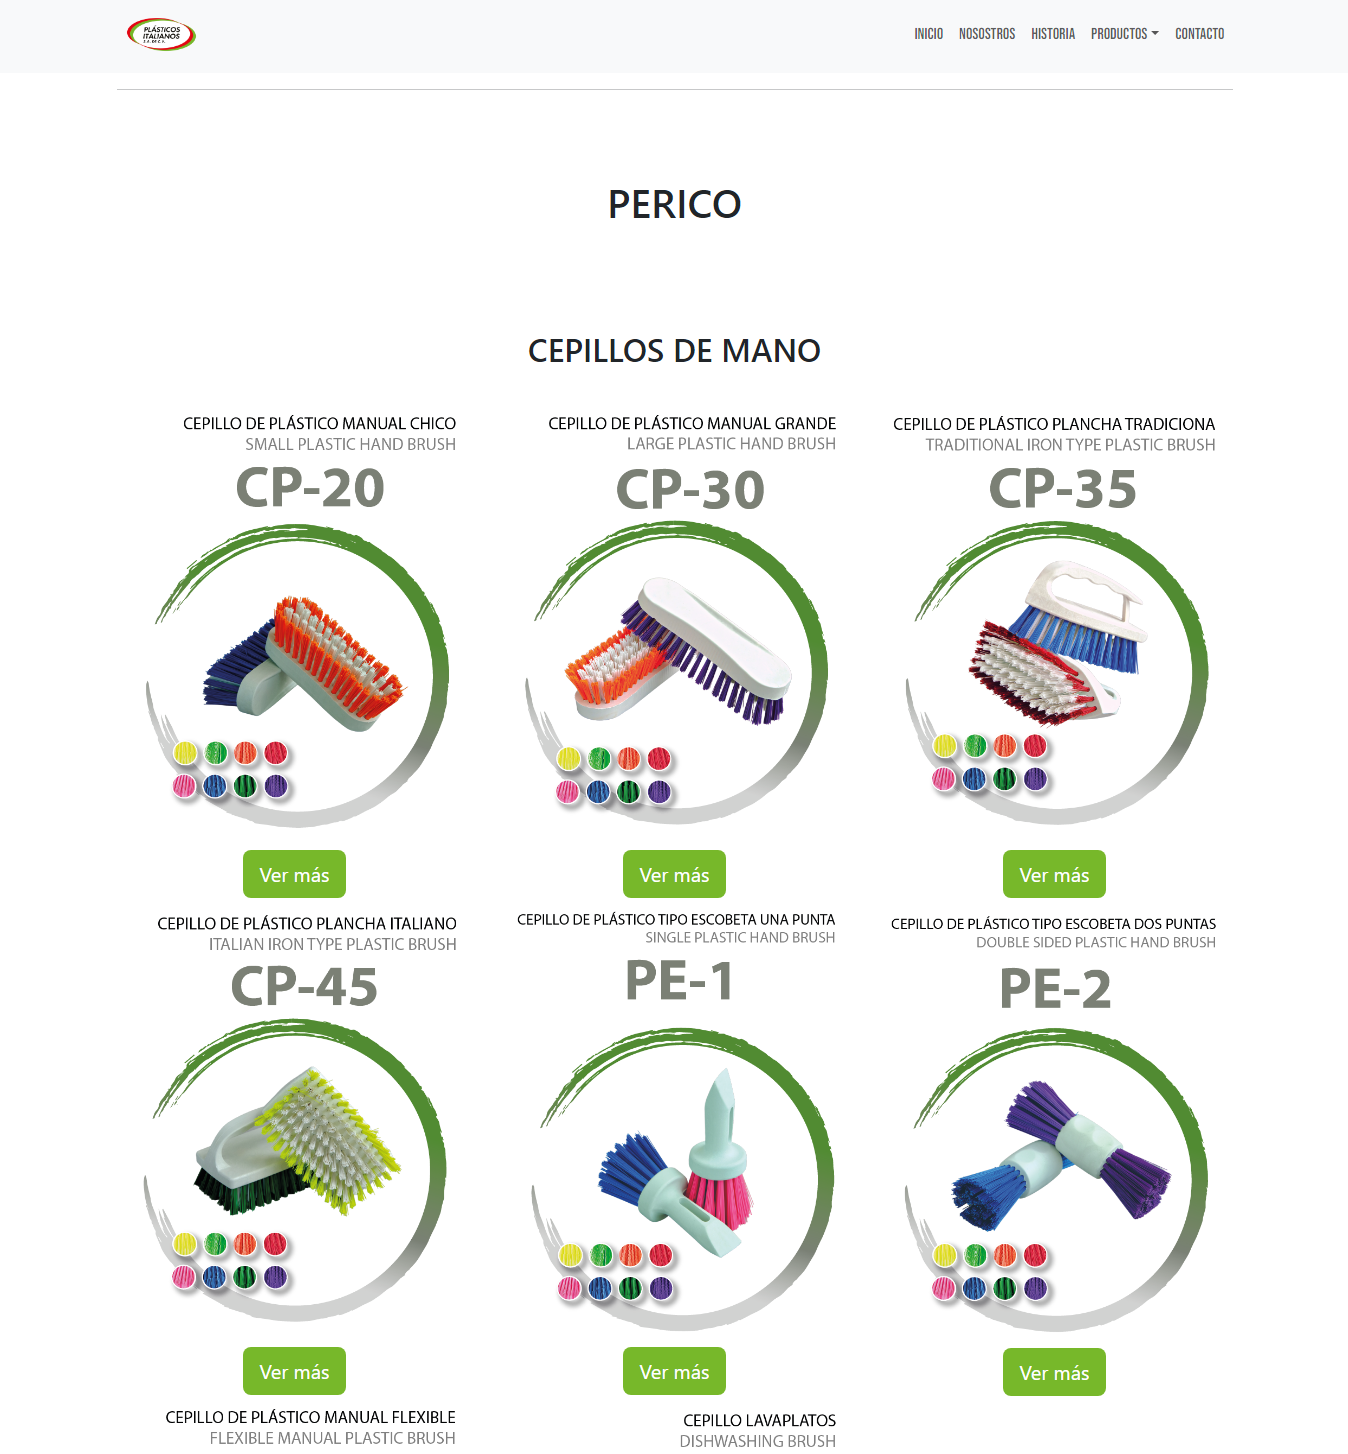 PLÁSTICOS
ITALIANOS
S.A. DE C.V.
INICIO
NOSOSTROS
HISTORIA
PRODUCTOS
CONTACTO
PERICO
CEPILLOS DE MANO
CEPILLO DE PLÁSTICO MANUAL CHICO
SMALL PLASTIC HAND BRUSH
CP-20
Ver más
CEPILLO DE PLÁSTICO MANUAL GRANDE
LARGE PLASTIC HAND BRUSH
CP-30
Ver más
CEPILLO DE PLÁSTICO PLANCHA TRADICIONA
TRADITIONAL IRON TYPE PLASTIC BRUSH
CP-35
Ver más
CEPILLO DE PLÁSTICO PLANCHA ITALIANO
ITALIAN IRON TYPE PLASTIC BRUSH
CP-45
Ver más
CEPILLO DE PLÁSTICO TIPO ESCOBETA UNA PUNTA
SINGLE PLASTIC HAND BRUSH
PE-1
Ver más
CEPILLO DE PLÁSTICO TIPO ESCOBETA DOS PUNTAS
DOUBLE SIDED PLASTIC HAND BRUSH
PE-2
Ver más
CEPILLO DE PLÁSTICO MANUAL FLEXIBLE
FLEXIBLE MANUAL PLASTIC BRUSH
CEPILLO LAVAPLATOS
DISHWASHING BRUSH